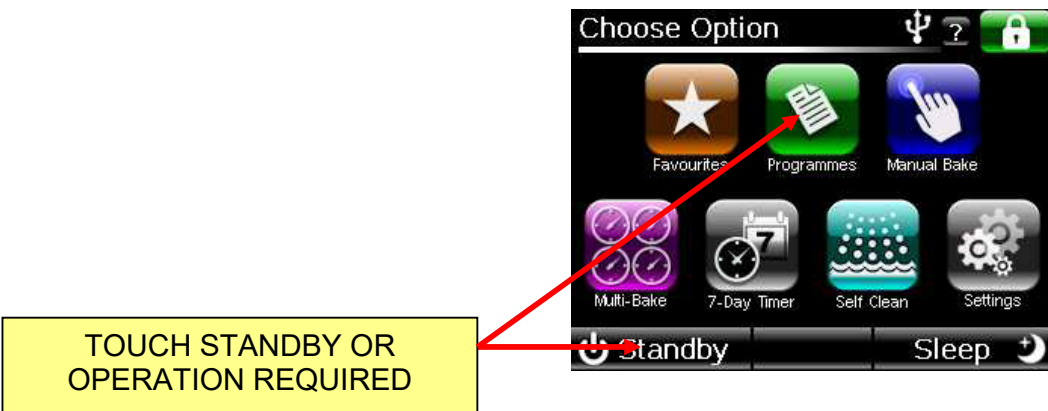 Choose Option ?
Favourites Programmes Manual Bake
7
Multi-Bake 7-Day Timer Self Clean Settings
Standby Sleep
TOUCH STANDBY OR
OPERATION REQUIRED